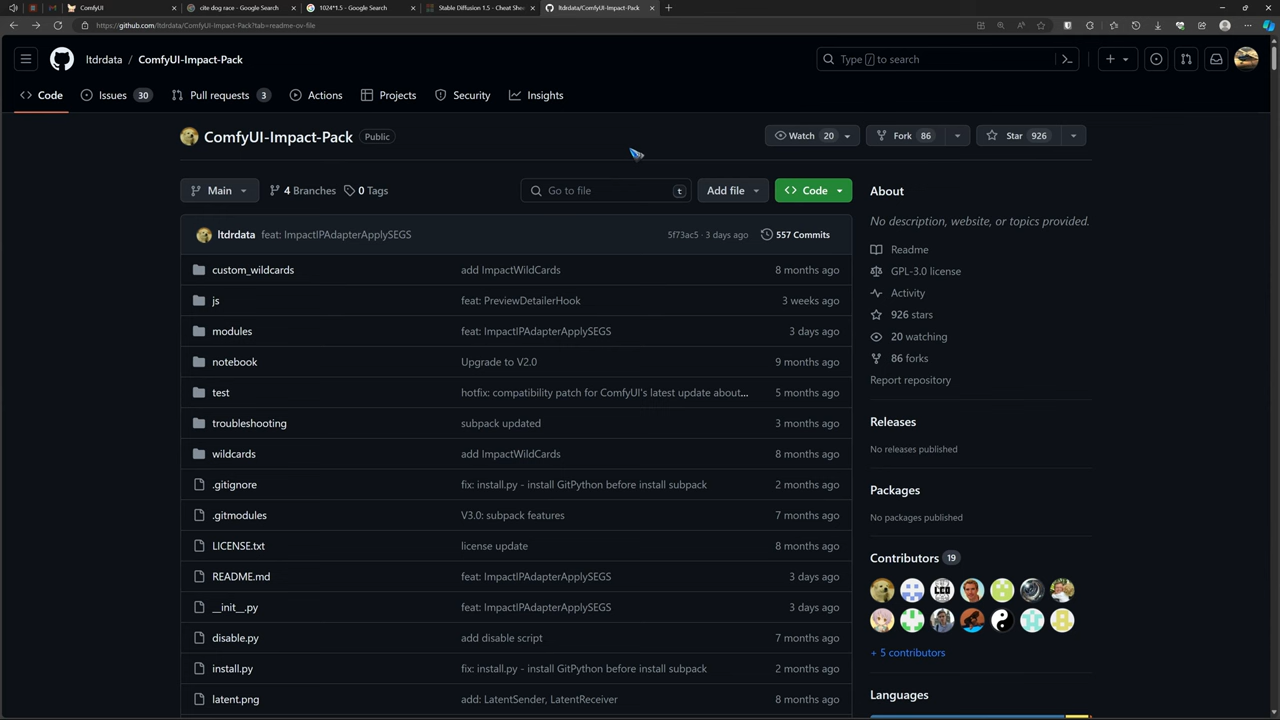 ComfyUI
cite dog race - Google Search
1024*1.5 - Google Search
Stable Diffusion 1.5 - Cheat She
ltdrdata/ComfyUI-Impact-Pack
https://github.com/ltdrdata/ComfyUI-Impact-Pack?tab=readme-ov-file
ltdrdata / ComfyUI-Impact-Pack
Type / to search
Code
Issues 30
Pull requests 3
Actions
Projects
Security
Insights
ComfyUI-Impact-Pack Public
Watch 20
Fork 86
Star 926
Main
4 Branches
0 Tags
Go to file t
Add file
Code
ltdrdata feat: ImpactIPAdapterApplySEGS 5f73ac5 · 3 days ago 557 Commits
custom_wildcards add ImpactWildCards 8 months ago
js feat: PreviewDetailerHook 3 weeks ago
modules feat: ImpactIPAdapterApplySEGS 3 days ago
notebook Upgrade to V2.0 9 months ago
test hotfix: compatibility patch for ComfyUI's latest update about... 5 months ago
troubleshooting subpack updated 3 months ago
wildcards add ImpactWildCards 8 months ago
.gitignore fix: install.py - install GitPython before install subpack 2 months ago
.gitmodules V3.0: subpack features 7 months ago
LICENSE.txt license update 8 months ago
README.md feat: ImpactIPAdapterApplySEGS 3 days ago
__init__.py feat: ImpactIPAdapterApplySEGS 3 days ago
disable.py add disable script 7 months ago
install.py fix: install.py - install GitPython before install subpack 2 months ago
latent.png add: LatentSender, LatentReceiver 8 months ago
About
No description, website, or topics provided.
Readme
GPL-3.0 license
Activity
926 stars
20 watching
86 forks
Report repository
Releases
No releases published
Packages
No packages published
Contributors 19
+ 5 contributors
Languages